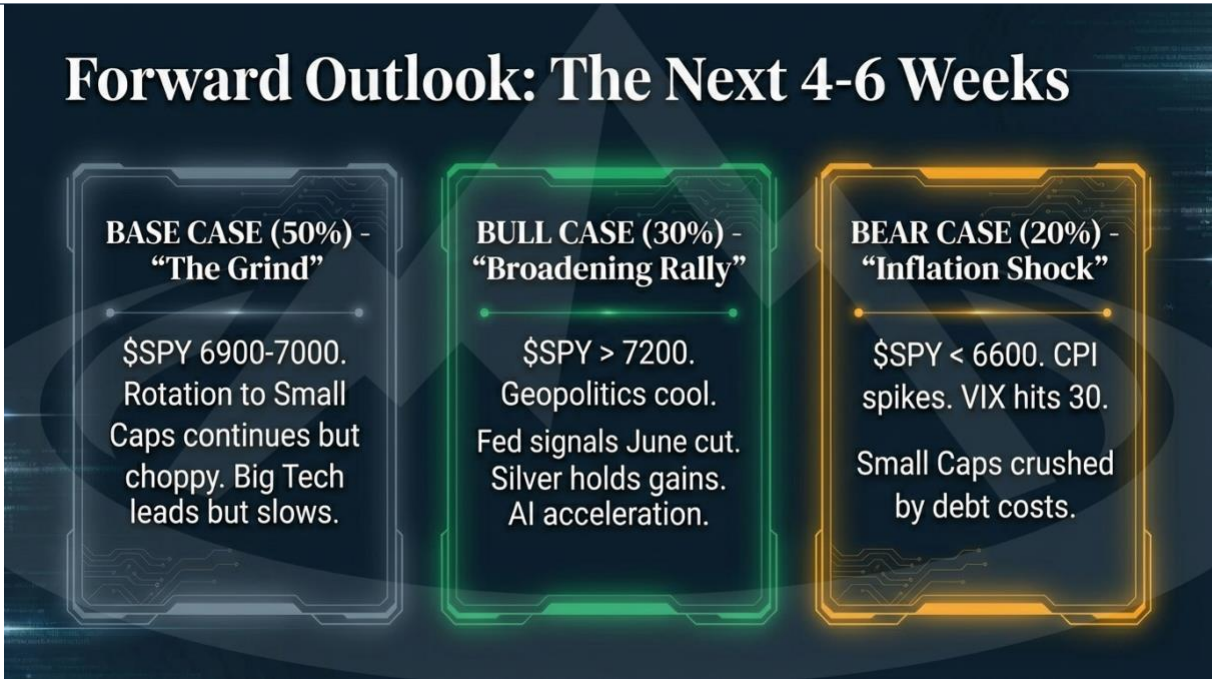 Forward Outlook: The Next 4-6 Weeks
BASE CASE (50%) -
“The Grind”
$SPY 6900-7000.
Rotation to Small
Caps continues but
choppy. Big Tech
leads but slows.
BULL CASE (30%) -
“Broadening Rally”
$SPY > 7200.
Geopolitics cool.
Fed signals June cut.
Silver holds gains.
AI acceleration.
BEAR CASE (20%) -
“Inflation Shock”
$SPY < 6600. CPI
spikes. VIX hits 30.
Small Caps crushed
by debt costs.